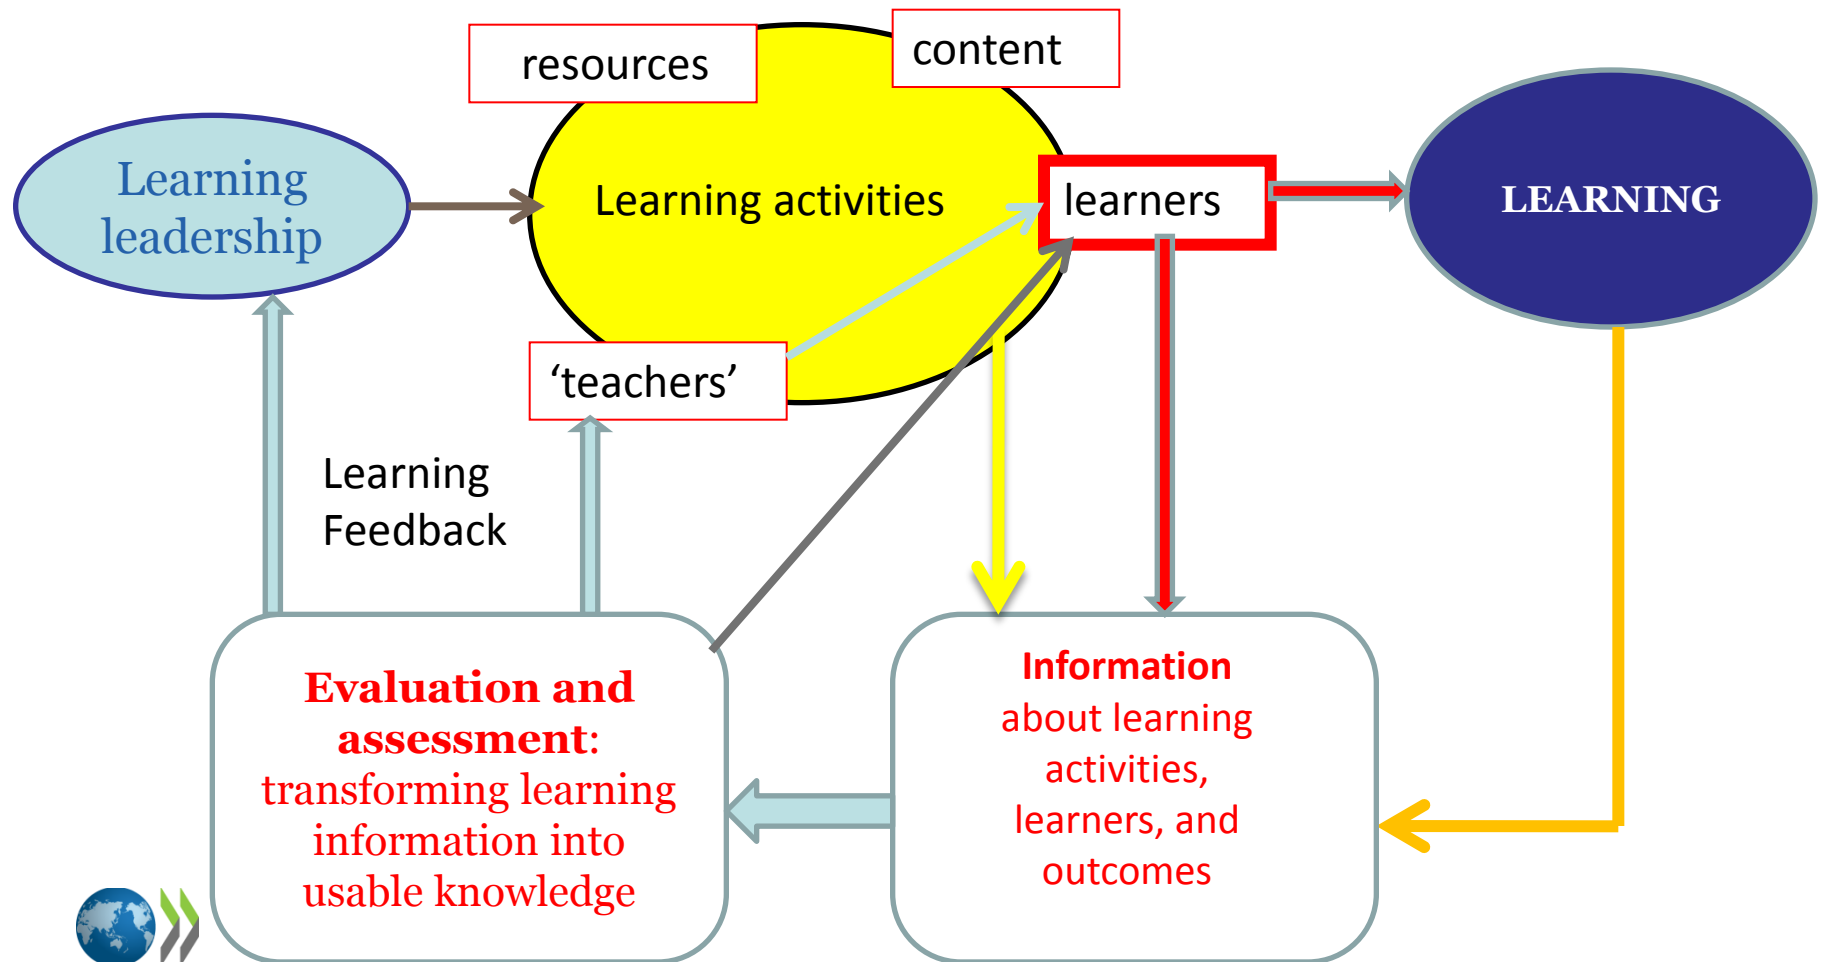 resources
content
Learning
leadership
Learning activities
learners
LEARNING
‘teachers’
Learning
Feedback
Evaluation and
assessment:
transforming learning
information into
usable knowledge
Information
about learning
activities,
learners, and
outcomes